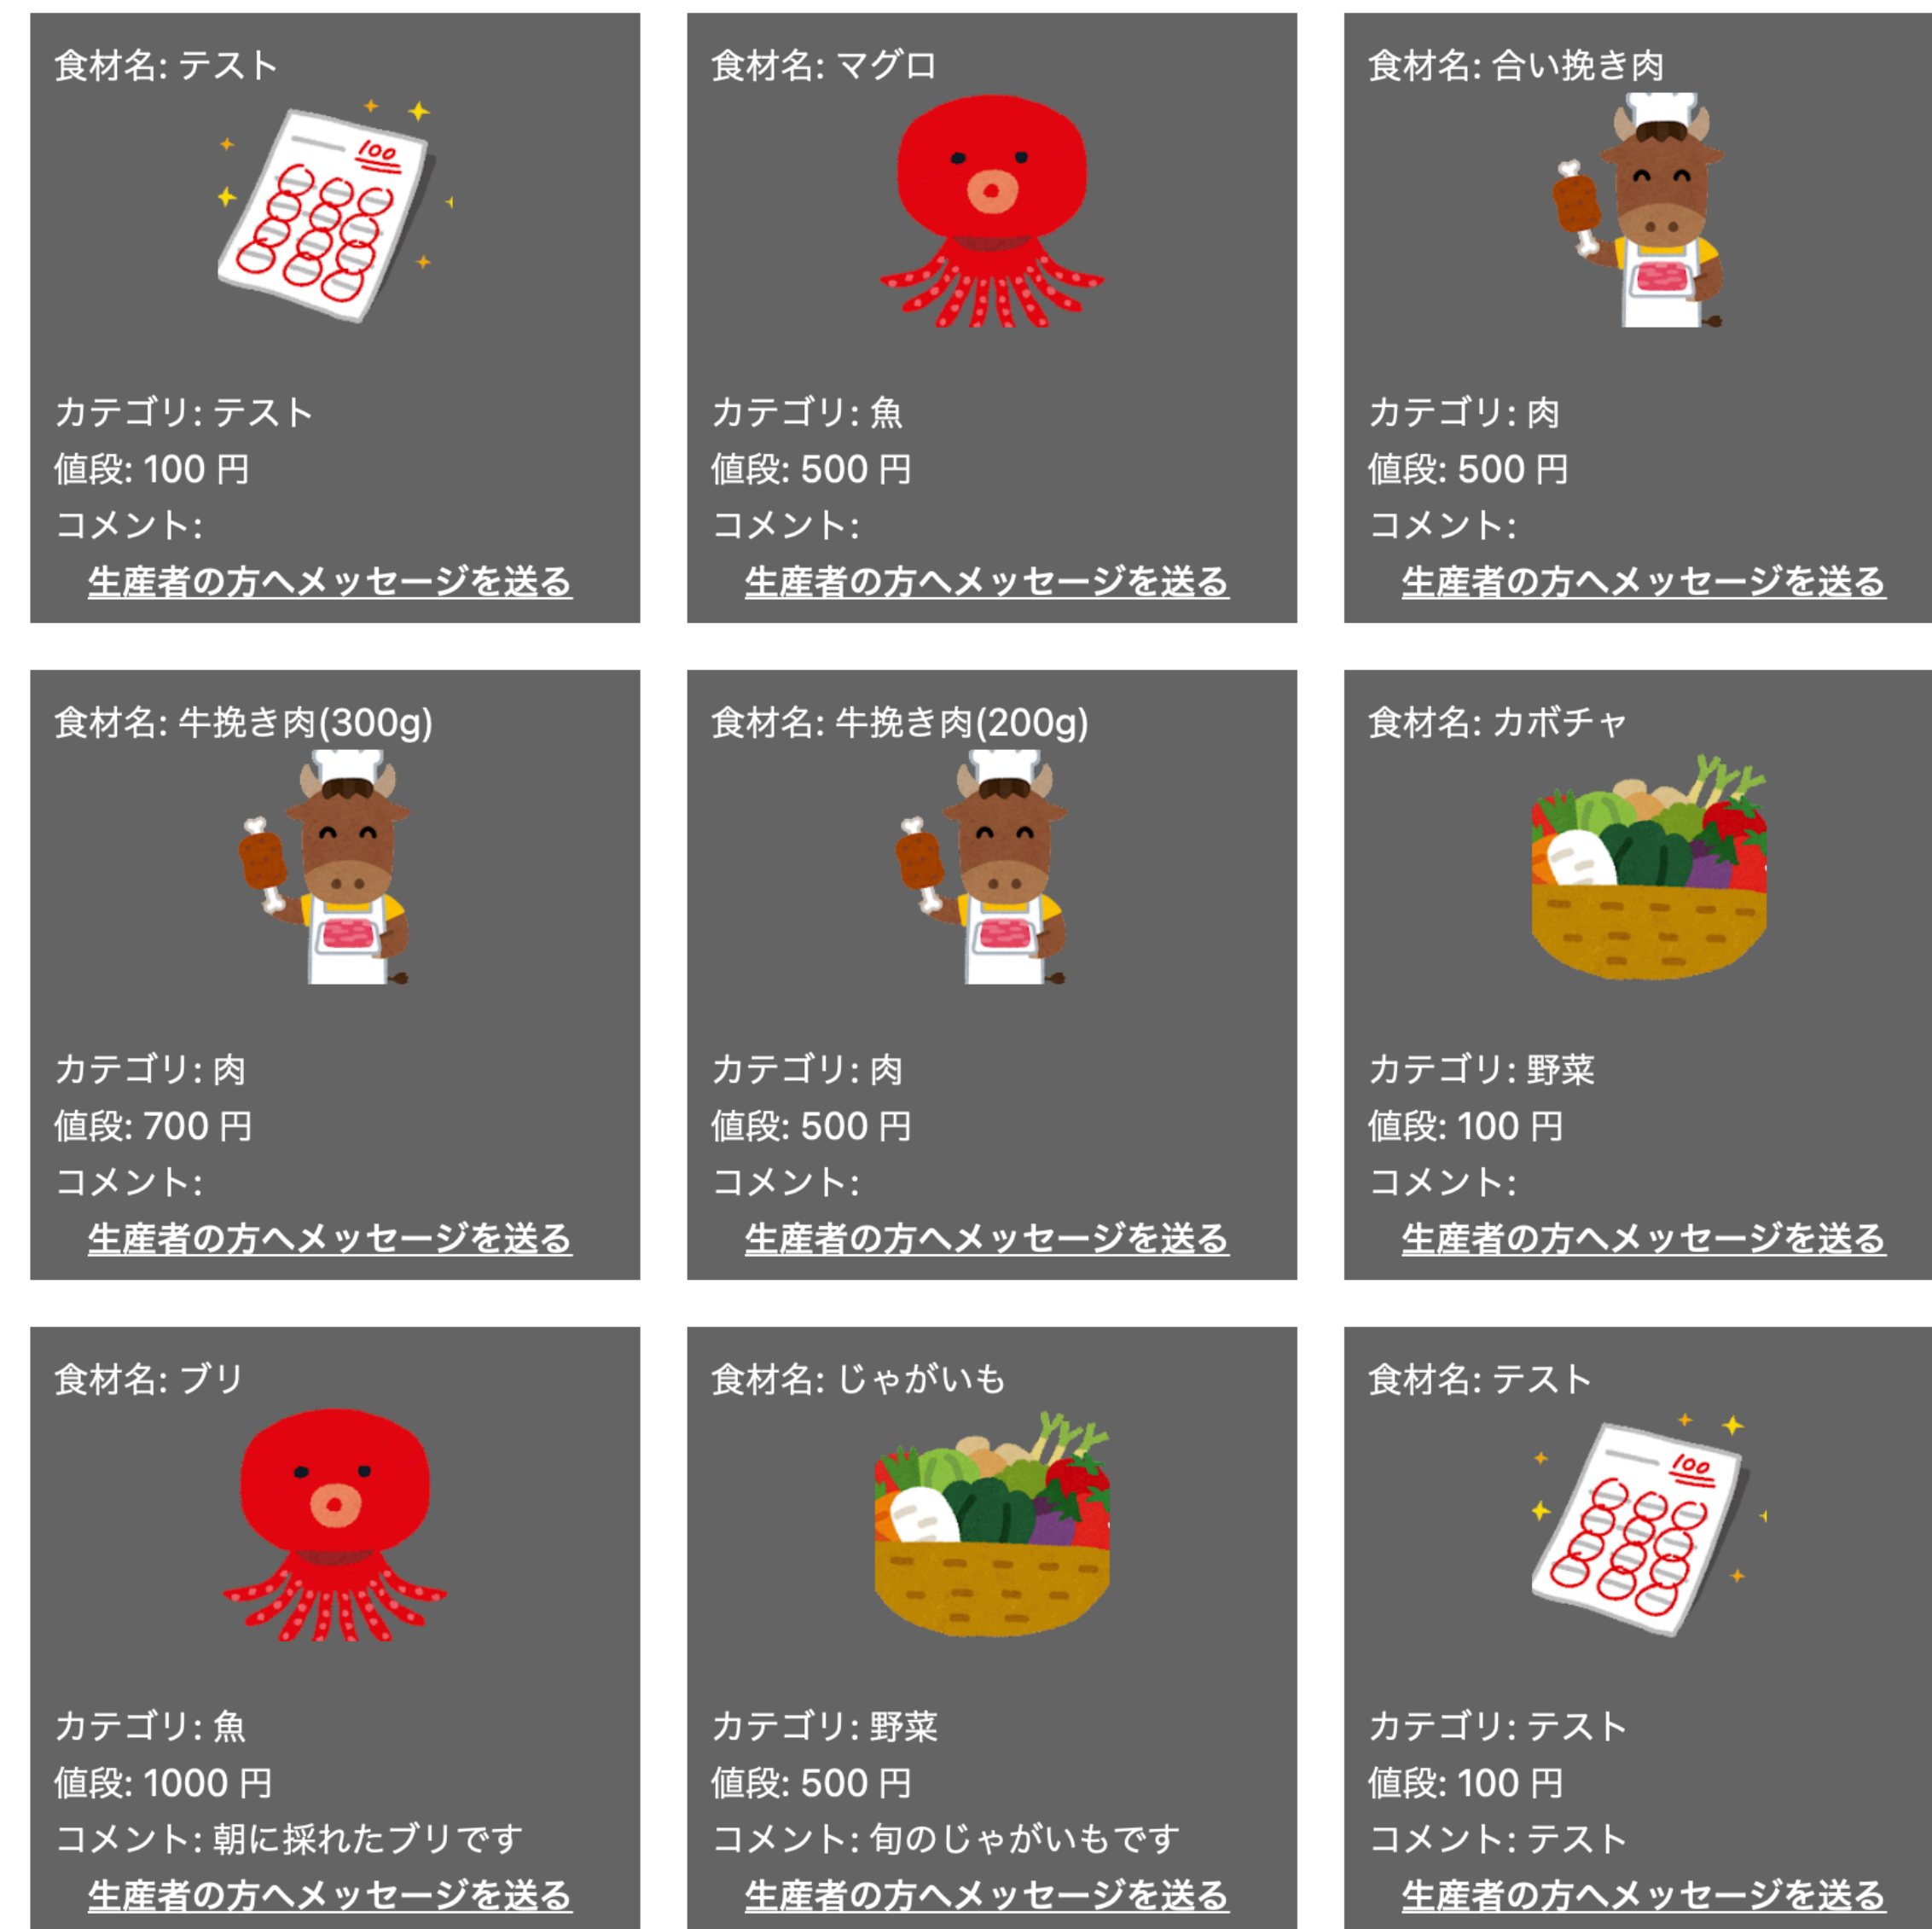 食材名: テスト
100
カテゴリ: テスト
値段: 100 円
コメント:
生産者の方へメッセージを送る
食材名: マグロ
カテゴリ: 魚
値段: 500 円
コメント:
生産者の方へメッセージを送る
食材名: 合い挽き肉
カテゴリ: 肉
値段: 500 円
コメント:
生産者の方へメッセージを送る
食材名: 牛挽き肉(300g)
カテゴリ: 肉
値段: 700 円
コメント:
生産者の方へメッセージを送る
食材名: 牛挽き肉(200g)
カテゴリ: 肉
値段: 500 円
コメント:
生産者の方へメッセージを送る
食材名: カボチャ
カテゴリ: 野菜
値段: 100 円
コメント:
生産者の方へメッセージを送る
食材名: ブリ
カテゴリ: 魚
値段: 1000 円
コメント: 朝に採れたブリです
生産者の方へメッセージを送る
食材名: じゃがいも
カテゴリ: 野菜
値段: 500 円
コメント: 旬のじゃがいもです
生産者の方へメッセージを送る
食材名: テスト
100
カテゴリ: テスト
値段: 100 円
コメント: テスト
生産者の方へメッセージを送る